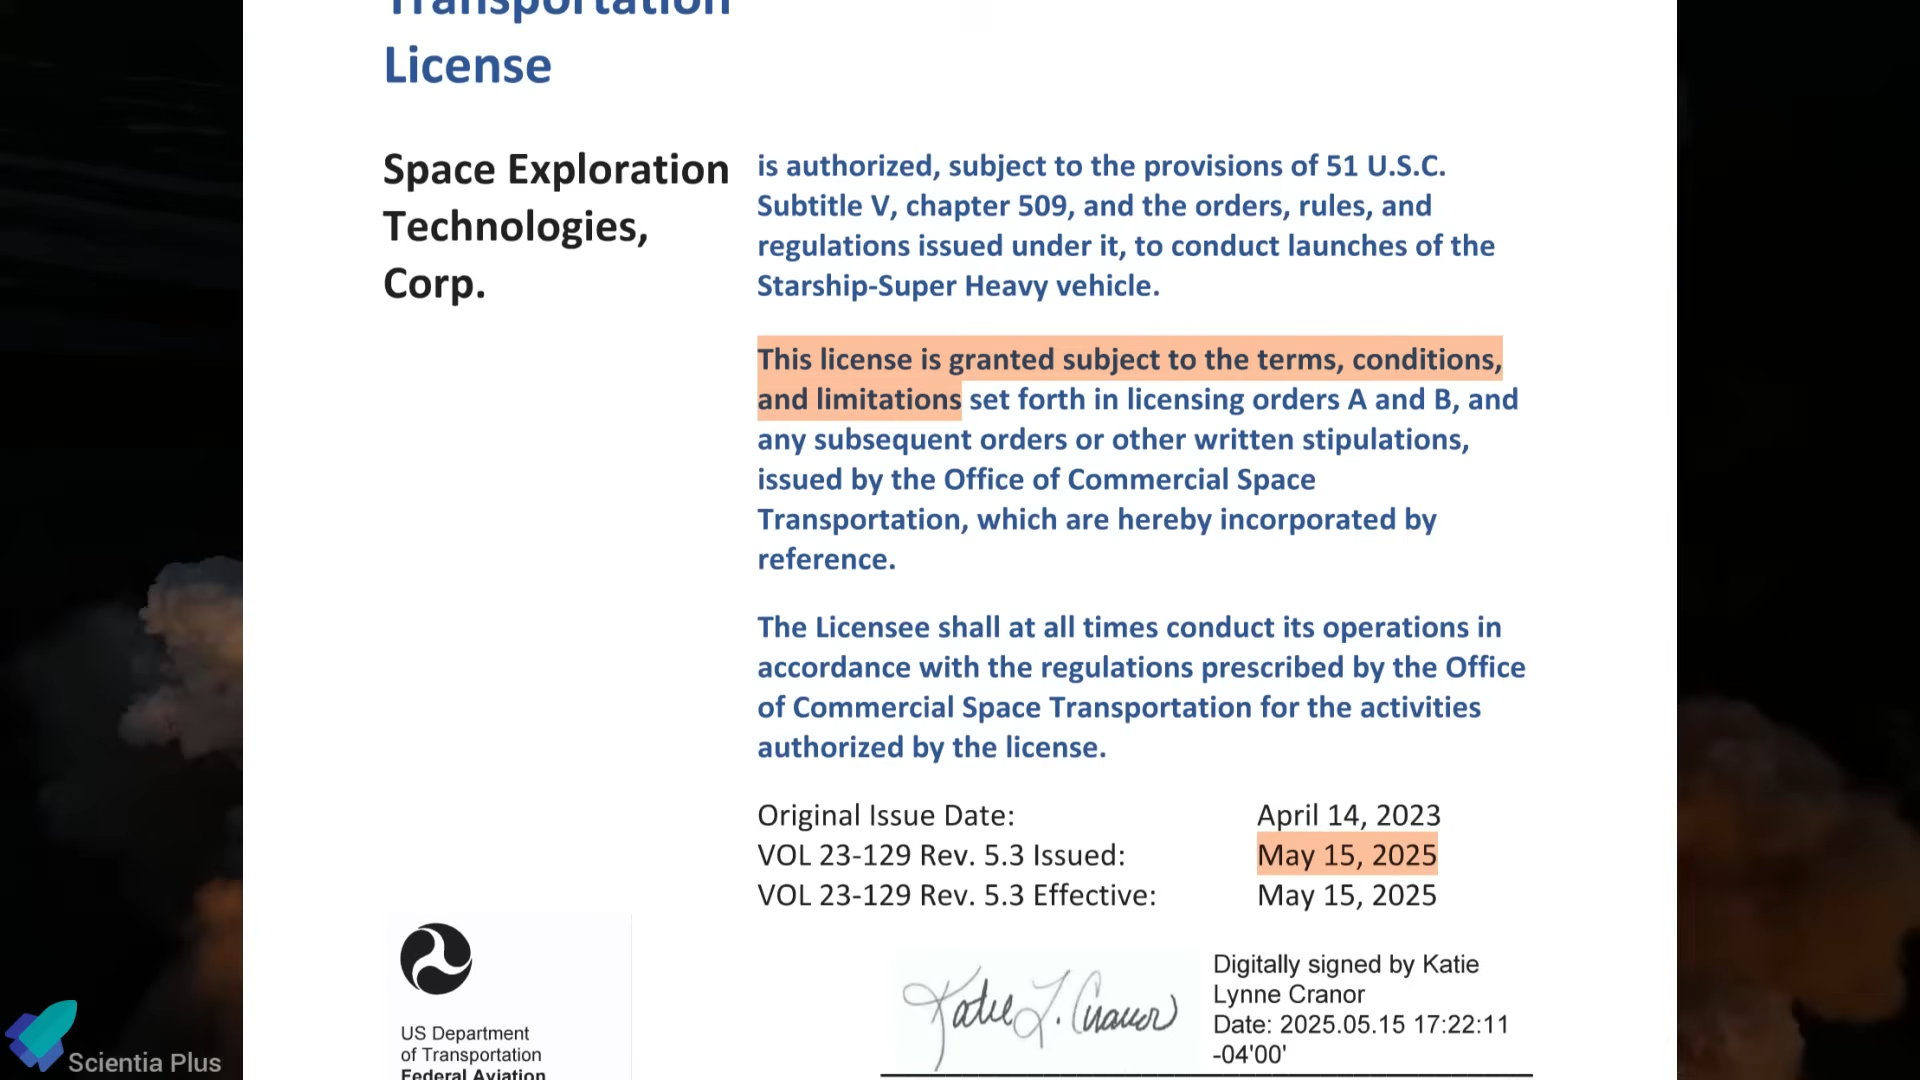 Transportation
License
Space Exploration
Technologies,
Corp.
is authorized, subject to the provisions of 51 U.S.C.
Subtitle V, chapter 509, and the orders, rules, and
regulations issued under it, to conduct launches of the
Starship-Super Heavy vehicle.
This license is granted subject to the terms, conditions,
and limitations set forth in licensing orders A and B, and
any subsequent orders or other written stipulations,
issued by the Office of Commercial Space
Transportation, which are hereby incorporated by
reference.
The Licensee shall at all times conduct its operations in
accordance with the regulations prescribed by the Office
of Commercial Space Transportation for the activities
authorized by the license.
Original Issue Date: April 14, 2023
VOL 23-129 Rev. 5.3 Issued: May 15, 2025
VOL 23-129 Rev. 5.3 Effective: May 15, 2025
US Department
of Transportation
Federal Aviation
Katie L. Cranor
Digitally signed by Katie
Lynne Cranor
Date: 2025.05.15 17:22:11
-04'00'
Scientia Plus